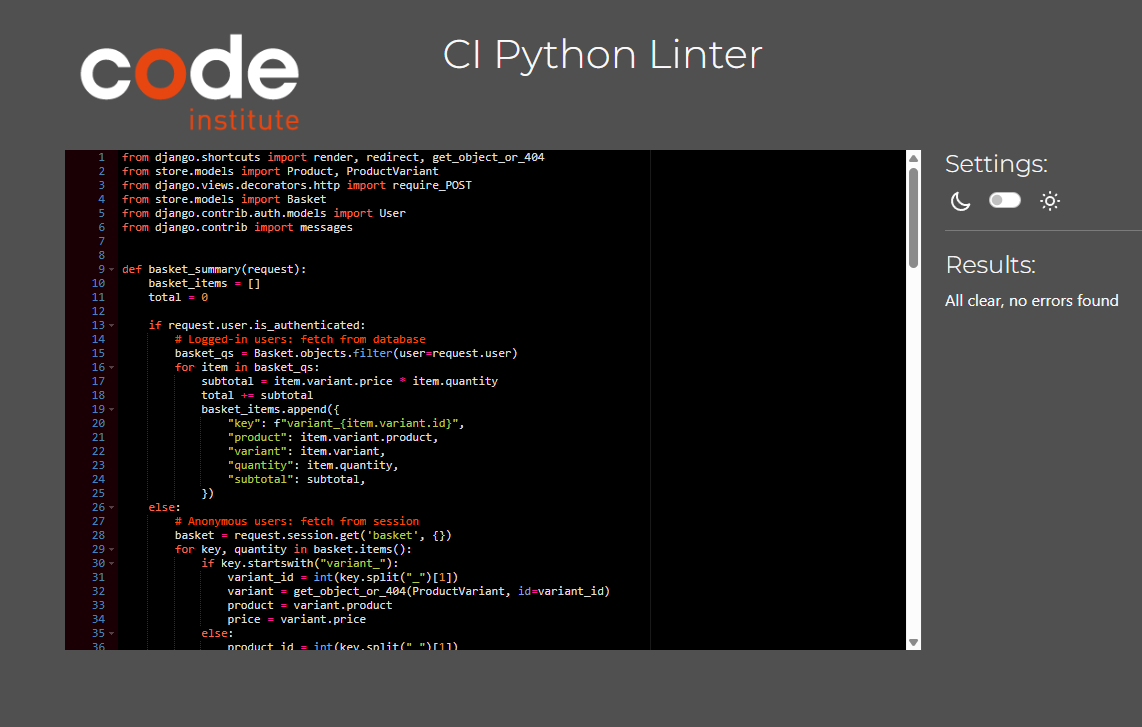 code
institute
CI Python Linter
1 from django.shortcuts import render, redirect, get_object_or_404
2 from store.models import Product, ProductVariant
3 from django.views.decorators.http import require_POST
4 from store.models import Basket
5 from django.contrib.auth.models import User
6 from django.contrib import messages
7
8
9 def basket_summary(request):
10     basket_items = []
11     total = 0
12
13     if request.user.is_authenticated:
14         # Logged-in users: fetch from database
15         basket_qs = Basket.objects.filter(user=request.user)
16         for item in basket_qs:
17             subtotal = item.variant.price * item.quantity
18             total += subtotal
19             basket_items.append({
20                 "key": f"variant_{item.variant.id}",
21                 "product": item.variant.product,
22                 "variant": item.variant,
23                 "quantity": item.quantity,
24                 "subtotal": subtotal,
25             })
26     else:
27         # Anonymous users: fetch from session
28         basket = request.session.get('basket', {})
29         for key, quantity in basket.items():
30             if key.startswith("variant_"):
31                 variant_id = int(key.split("_")[1])
32                 variant = get_object_or_404(ProductVariant, id=variant_id)
33                 product = variant.product
34                 price = variant.price
35             else:
36                 product_id = int(key.split("_")[1])
Settings:
Results:
All clear, no errors found